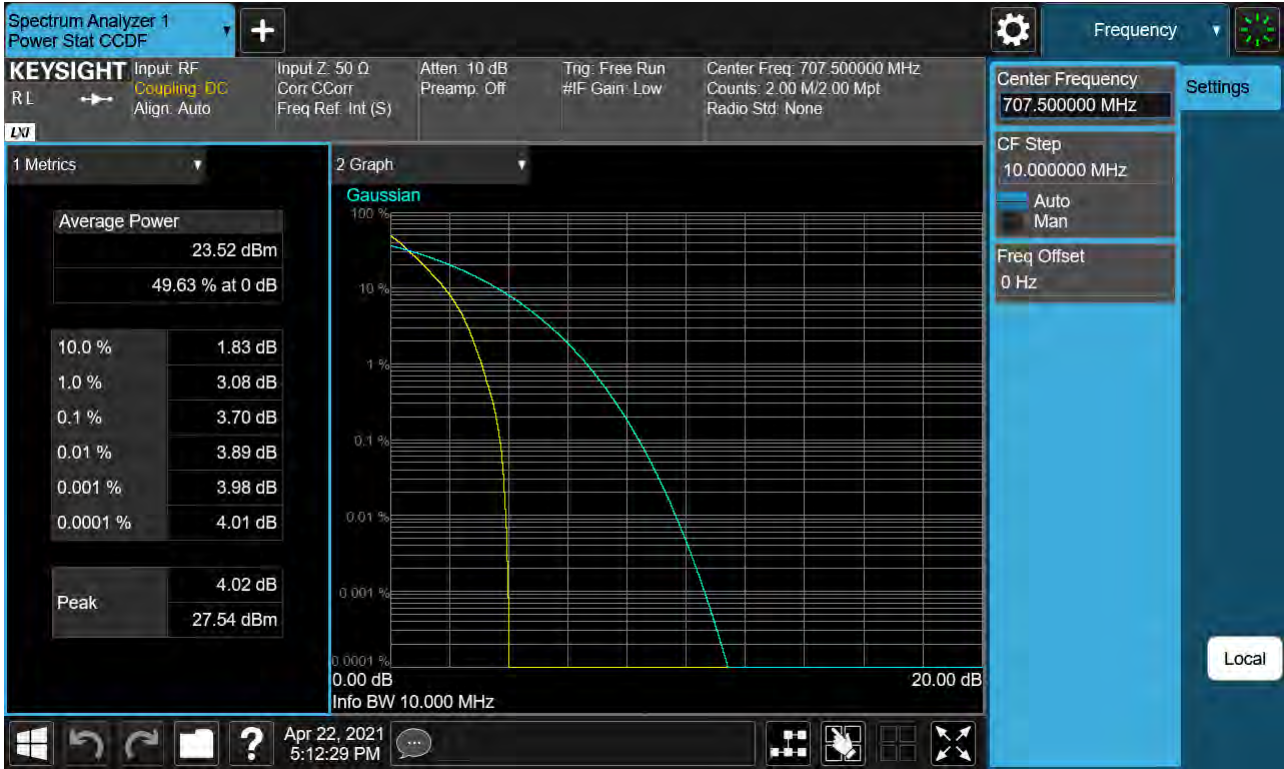 Spectrum Analyzer 1
Power Stat CCDF
+
Frequency
KEYSIGHT
R L
LXI
Input: RF
Coupling: DC
Align: Auto
Input Z: 50 Ω
Corr CCorr
Freq Ref: Int (S)
Atten: 10 dB
Preamp: Off
Trig: Free Run
#IF Gain: Low
Center Freq: 707.500000 MHz
Counts: 2.00 M/2.00 Mpt
Radio Std: None
Center Frequency
707.500000 MHz
Settings
CF Step
10.000000 MHz
Auto
Man
Freq Offset
0 Hz
Local
1 Metrics
Average Power
23.52 dBm
49.63 % at 0 dB
10.0 % 1.83 dB
1.0 % 3.08 dB
0.1 % 3.70 dB
0.01 % 3.89 dB
0.001 % 3.98 dB
0.0001 % 4.01 dB
Peak
4.02 dB
27.54 dBm
2 Graph
Gaussian
100 %
10 %
1 %
0.1 %
0.01 %
0.001 %
0.0001 %
0.00 dB 20.00 dB
Info BW 10.000 MHz
?
Apr 22, 2021
5:12:29 PM